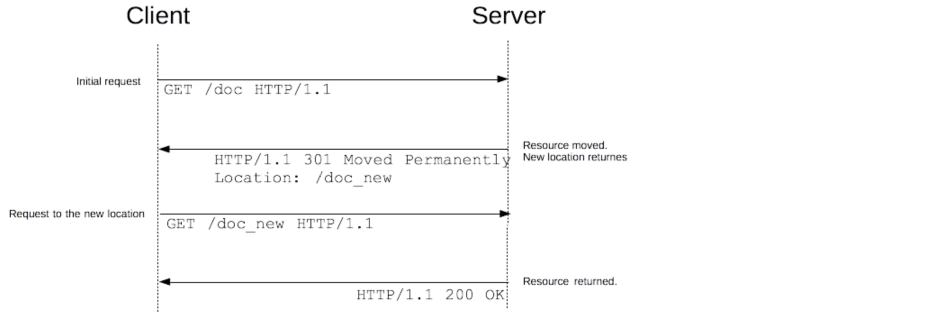 Client
Server
Initial request
GET /doc HTTP/1.1
Resource moved.
New location returnes
HTTP/1.1 301 Moved Permanently
Location: /doc_new
Request to the new location
GET /doc_new HTTP/1.1
Resource returned.
HTTP/1.1 200 OK